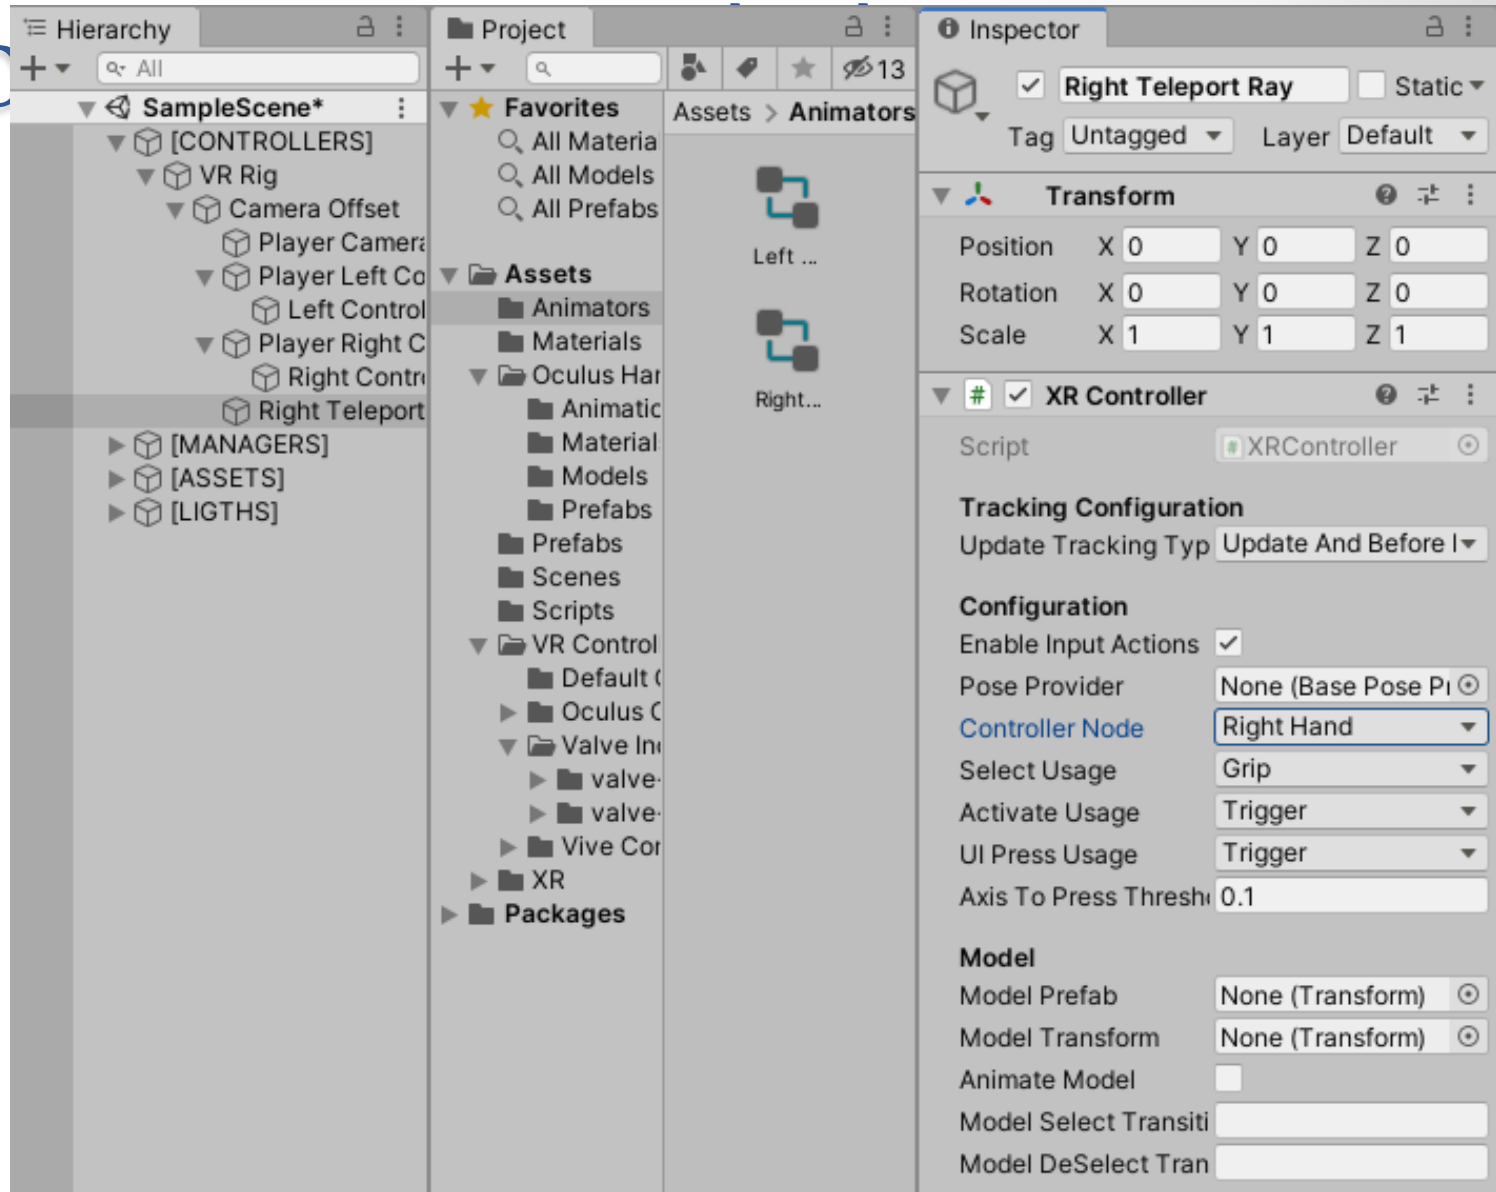 Hierarchy
All
SampleScene*
[CONTROLLERS]
VR Rig
Camera Offset
Player Camera
Player Left Co
Left Control
Player Right C
Right Contr
Right Teleport
[MANAGERS]
[ASSETS]
[LIGTHS]
Project
13
Favorites
All Materia
All Models
All Prefabs
Assets
Animators
Materials
Oculus Har
Animatic
Material
Models
Prefabs
Prefabs
Scenes
Scripts
VR Control
Default
Oculus C
Valve In
valve-
valve-
Vive Cor
XR
Packages
Assets > Animators
Left ...
Right...
Inspector
Right Teleport Ray Static
Tag Untagged Layer Default
Transform
Position X 0 Y 0 Z 0
Rotation X 0 Y 0 Z 0
Scale X 1 Y 1 Z 1
# XR Controller
Script # XRController
Tracking Configuration
Update Tracking Typ Update And Before
Configuration
Enable Input Actions
Pose Provider None (Base Pose P
Controller Node Right Hand
Select Usage Grip
Activate Usage Trigger
UI Press Usage Trigger
Axis To Press Thresh 0.1
Model
Model Prefab None (Transform)
Model Transform None (Transform)
Animate Model
Model Select Transiti
Model DeSelect Tran